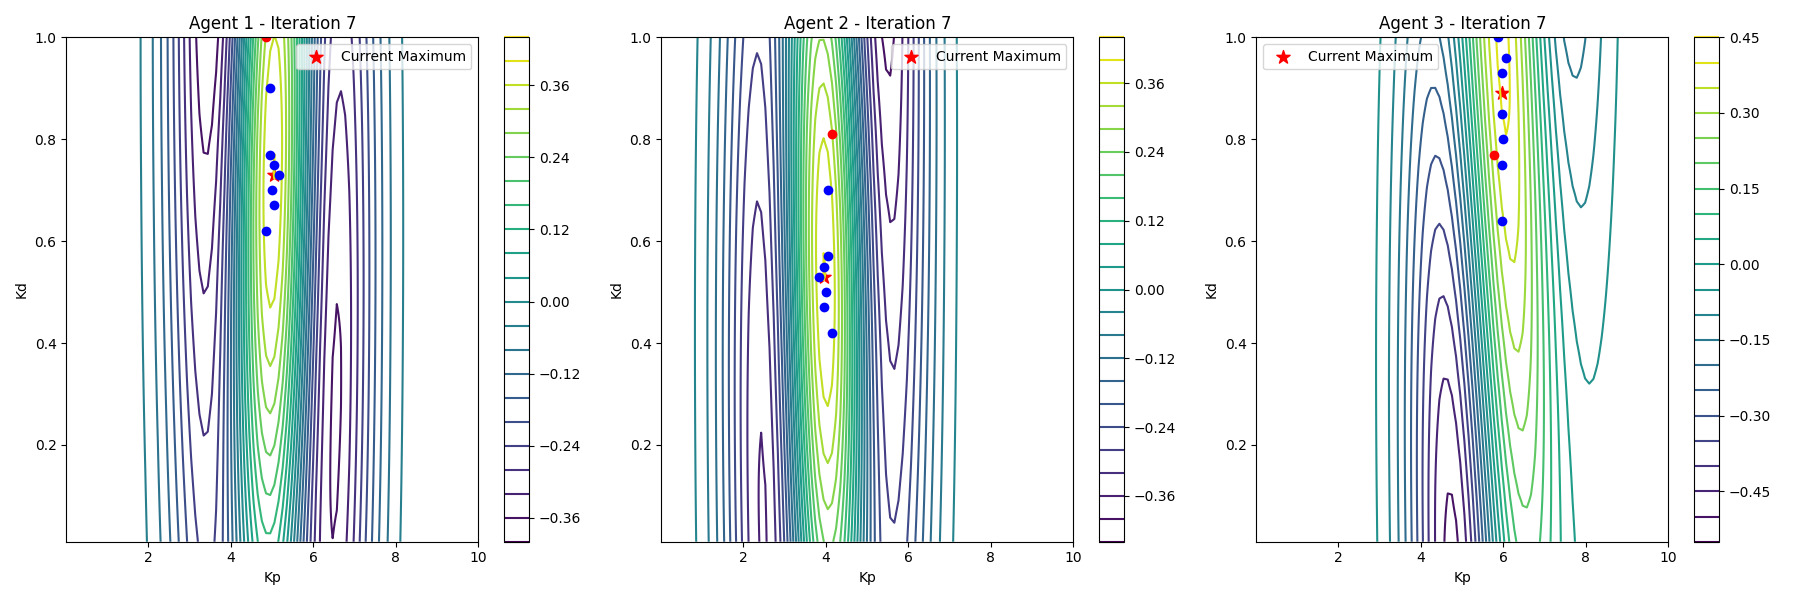 Agent 1 - Iteration 7
1.0
0.8
0.6
0.4
0.2
Kd
2 4 6 8 10
Kp
Current Maximum
0.36
0.24
0.12
0.00
−0.12
−0.24
−0.36
Agent 2 - Iteration 7
1.0
0.8
0.6
0.4
0.2
Kd
2 4 6 8 10
Kp
Current Maximum
0.36
0.24
0.12
0.00
−0.12
−0.24
−0.36
Agent 3 - Iteration 7
1.0
0.8
0.6
0.4
0.2
Kd
2 4 6 8 10
Kp
Current Maximum
0.45
0.30
0.15
0.00
−0.15
−0.30
−0.45